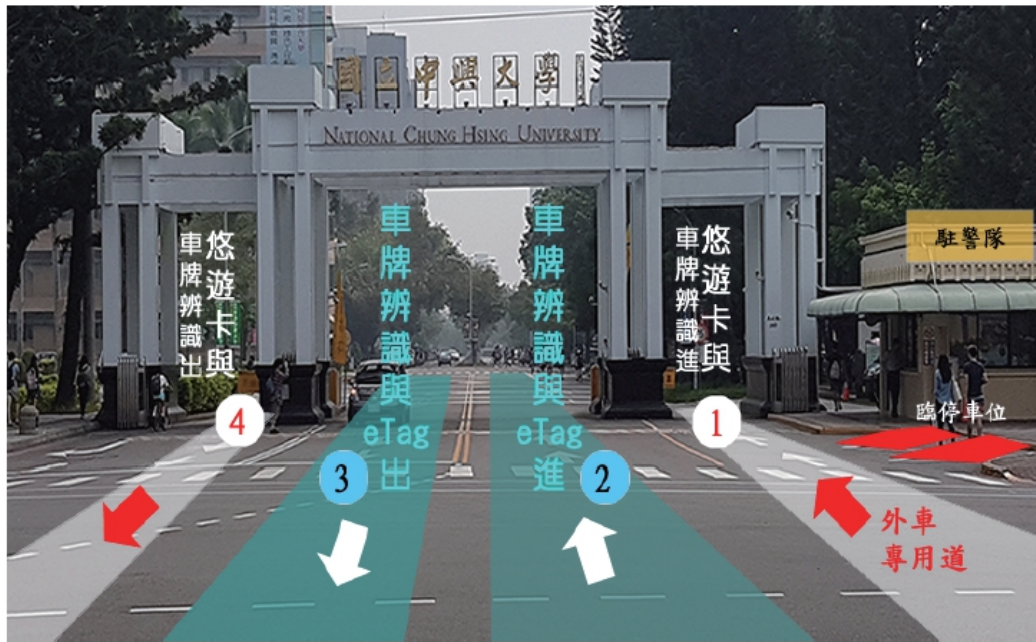 國立中興大學
NATIONAL CHUNG HSING UNIVERSITY
悠遊卡與
車牌辨識出
車牌辨識與eTag出
車牌辨識與eTag進
悠遊卡與
車牌辨識進
駐警隊
臨停車位
4
3
2
1
外車
專用道